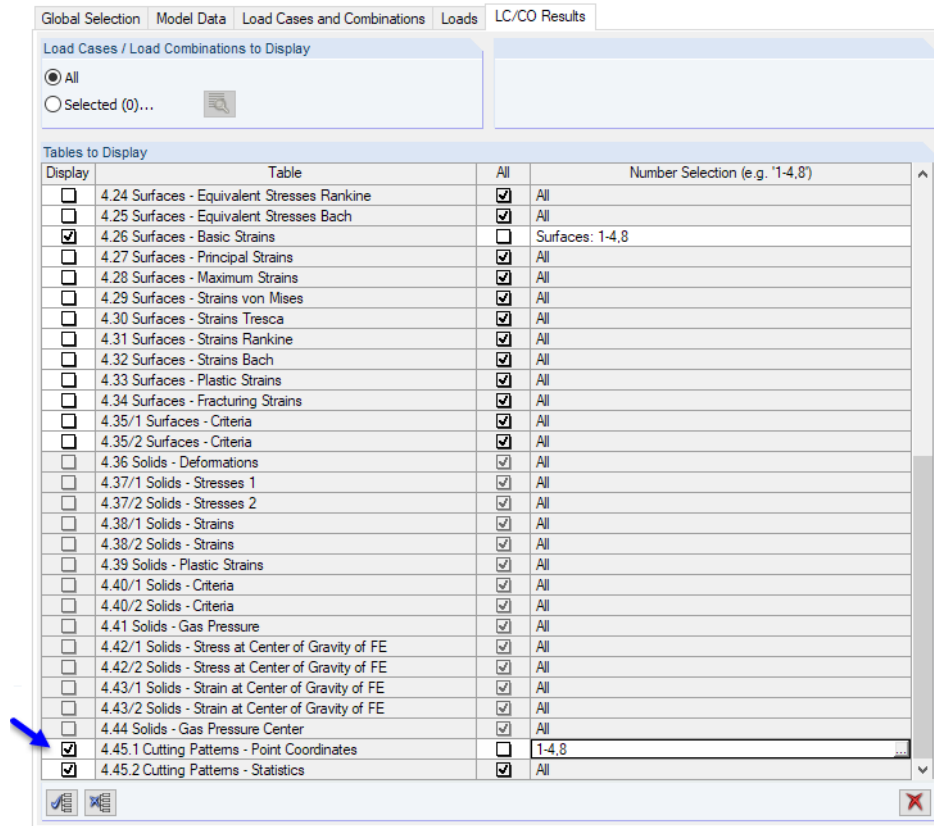 Global Selection Model Data Load Cases and Combinations Loads LC/CO Results
Load Cases / Load Combinations to Display
All
Selected (0)...
Tables to Display
Display Table All Number Selection (e.g. '1-4,8')
4.24 Surfaces - Equivalent Stresses Rankine All
4.25 Surfaces - Equivalent Stresses Bach All
4.26 Surfaces - Basic Strains Surfaces: 1-4,8
4.27 Surfaces - Principal Strains All
4.28 Surfaces - Maximum Strains All
4.29 Surfaces - Strains von Mises All
4.30 Surfaces - Strains Tresca All
4.31 Surfaces - Strains Rankine All
4.32 Surfaces - Strains Bach All
4.33 Surfaces - Plastic Strains All
4.34 Surfaces - Fracturing Strains All
4.35/1 Surfaces - Criteria All
4.35/2 Surfaces - Criteria All
4.36 Solids - Deformations All
4.37/1 Solids - Stresses 1 All
4.37/2 Solids - Stresses 2 All
4.38/1 Solids - Strains All
4.38/2 Solids - Strains All
4.39 Solids - Plastic Strains All
4.40/1 Solids - Criteria All
4.40/2 Solids - Criteria All
4.41 Solids - Gas Pressure All
4.42/1 Solids - Stress at Center of Gravity of FE All
4.42/2 Solids - Stress at Center of Gravity of FE All
4.43/1 Solids - Strain at Center of Gravity of FE All
4.43/2 Solids - Strain at Center of Gravity of FE All
4.44 Solids - Gas Pressure Center All
4.45.1 Cutting Patterns - Point Coordinates 1-4,8 ...
4.45.2 Cutting Patterns - Statistics All